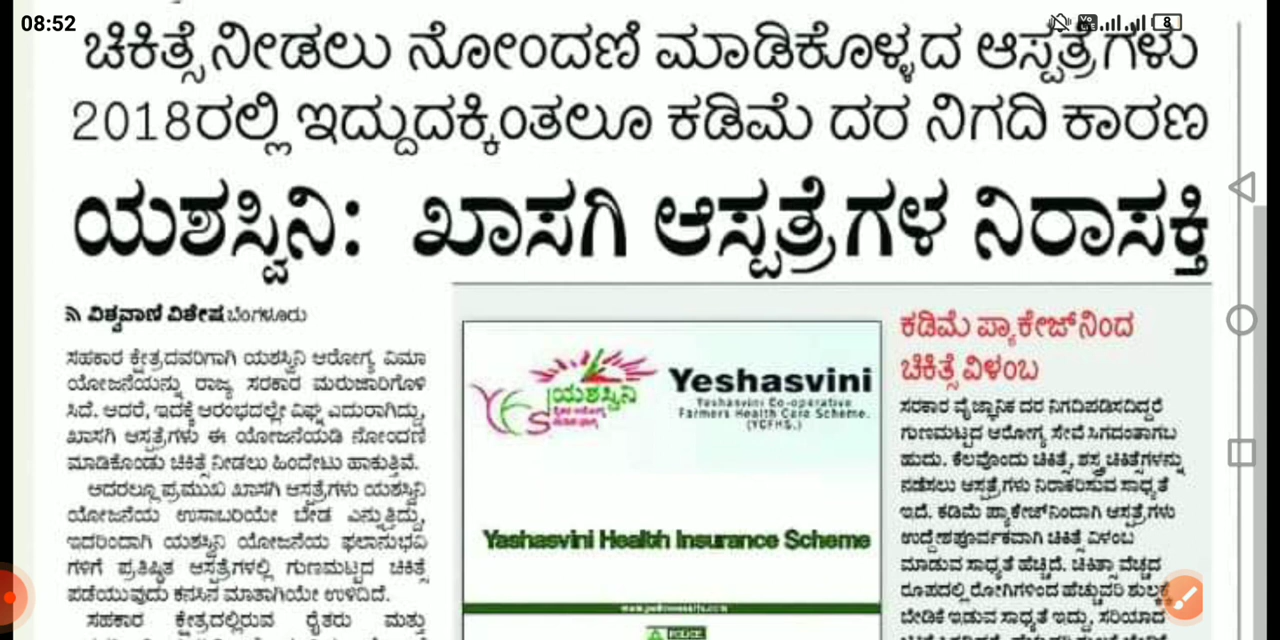 08:52
8
ಚಿಕಿತ್ಸೆ ನೀಡಲು ನೋಂದಣಿ ಮಾಡಿಕೊಳ್ಳದ ಆಸ್ಪತ್ರೆಗಳು
2018ರಲ್ಲಿ ಇದ್ದುದಕ್ಕಿಂತಲೂ ಕಡಿಮೆ ದರ ನಿಗದಿ ಕಾರಣ
ಯಶಸ್ವಿನಿ: ಖಾಸಗಿ ಆಸ್ಪತ್ರೆಗಳ ನಿರಾಸಕ್ತಿ
ವಿಶ್ವವಾಣಿ ವಿಶೇಷ ಬೆಂಗಳೂರು
ಸಹಕಾರ ಕ್ಷೇತ್ರದವರಿಗಾಗಿ ಯಶಸ್ವಿನಿ ಆರೋಗ್ಯ ವಿಮಾ
ಯೋಜನೆಯನ್ನು ರಾಜ್ಯ ಸರಕಾರ ಮರುಜಾರಿಗೊಳಿ
ಸಿದೆ. ಆದರೆ, ಇದಕ್ಕೆ ಆರಂಭದಲ್ಲೇ ವಿಘ್ನ ಎದುರಾಗಿದ್ದು,
ಖಾಸಗಿ ಆಸ್ಪತ್ರೆಗಳು ಈ ಯೋಜನೆಯಡಿ ನೋಂದಣಿ
ಮಾಡಿಕೊಂಡು ಚಿಕಿತ್ಸೆ ನೀಡಲು ಹಿಂದೇಟು ಹಾಕುತ್ತಿವೆ.
ಅದರಲ್ಲೂ ಪ್ರಮುಖ ಖಾಸಗಿ ಆಸ್ಪತ್ರೆಗಳು ಯಶಸ್ವಿನಿ
ಯೋಜನೆಯ ಉಸಾಬರಿಯೇ ಬೇಡ ಎನ್ನುತ್ತಿದ್ದು,
ಇದರಿಂದಾಗಿ ಯಶಸ್ವಿನಿ ಯೋಜನೆಯ ಫಲಾನುಭವಿ
ಗಳಿಗೆ ಪ್ರತಿಷ್ಠಿತ ಆಸ್ಪತ್ರೆಗಳಲ್ಲಿ ಗುಣಮಟ್ಟದ ಚಿಕಿತ್ಸೆ
ಪಡೆಯುವುದು ಕನಸಿನ ಮಾತಾಗಿಯೇ ಉಳಿದಿದೆ.
ಸಹಕಾರ ಕ್ಷೇತ್ರದಲ್ಲಿರುವ ರೈತರು ಮತ್ತು
ಯಶಸ್ವಿನಿ
Yeshasvini
Yeshasvini Co-operative
Farmers Health Care Scheme.
(YCFHS.)
Yashasvini Health Insurance Scheme
POLICE
ಕಡಿಮೆ ಪ್ಯಾಕೇಜ್‌ನಿಂದ
ಚಿಕಿತ್ಸೆ ವಿಳಂಬ
ಸರಕಾರ ವೈಜ್ಞಾನಿಕ ದರ ನಿಗದಿಪಡಿಸದಿದ್ದರೆ
ಗುಣಮಟ್ಟದ ಆರೋಗ್ಯ ಸೇವೆ ಸಿಗದಂತಾಗಬ
ಹುದು. ಕೆಲವೊಂದು ಚಿಕಿತ್ಸೆ, ಶಸ್ತ್ರಚಿಕಿತ್ಸೆಗಳನ್ನು
ನಡೆಸಲು ಆಸ್ಪತ್ರೆಗಳು ನಿರಾಕರಿಸುವ ಸಾಧ್ಯತೆ
ಇದೆ. ಕಡಿಮೆ ಪ್ಯಾಕೇಜ್‌ನಿಂದಾಗಿ ಆಸ್ಪತ್ರೆಗಳು
ಉದ್ದೇಶಪೂರ್ವಕವಾಗಿ ಚಿಕಿತ್ಸೆ ವಿಳಂಬ
ಮಾಡುವ ಸಾಧ್ಯತೆ ಹೆಚ್ಚಿದೆ. ಚಿಕಿತ್ಸಾ ವೆಚ್ಚದ
ರೂಪದಲ್ಲಿ ರೋಗಿಗಳಿಂದ ಹೆಚ್ಚುವರಿ ಶುಲ್ಕಕ್ಕೆ
ಬೇಡಿಕೆ ಇಡುವ ಸಾಧ್ಯತೆ ಇದ್ದು, ಸರಿಯಾದ